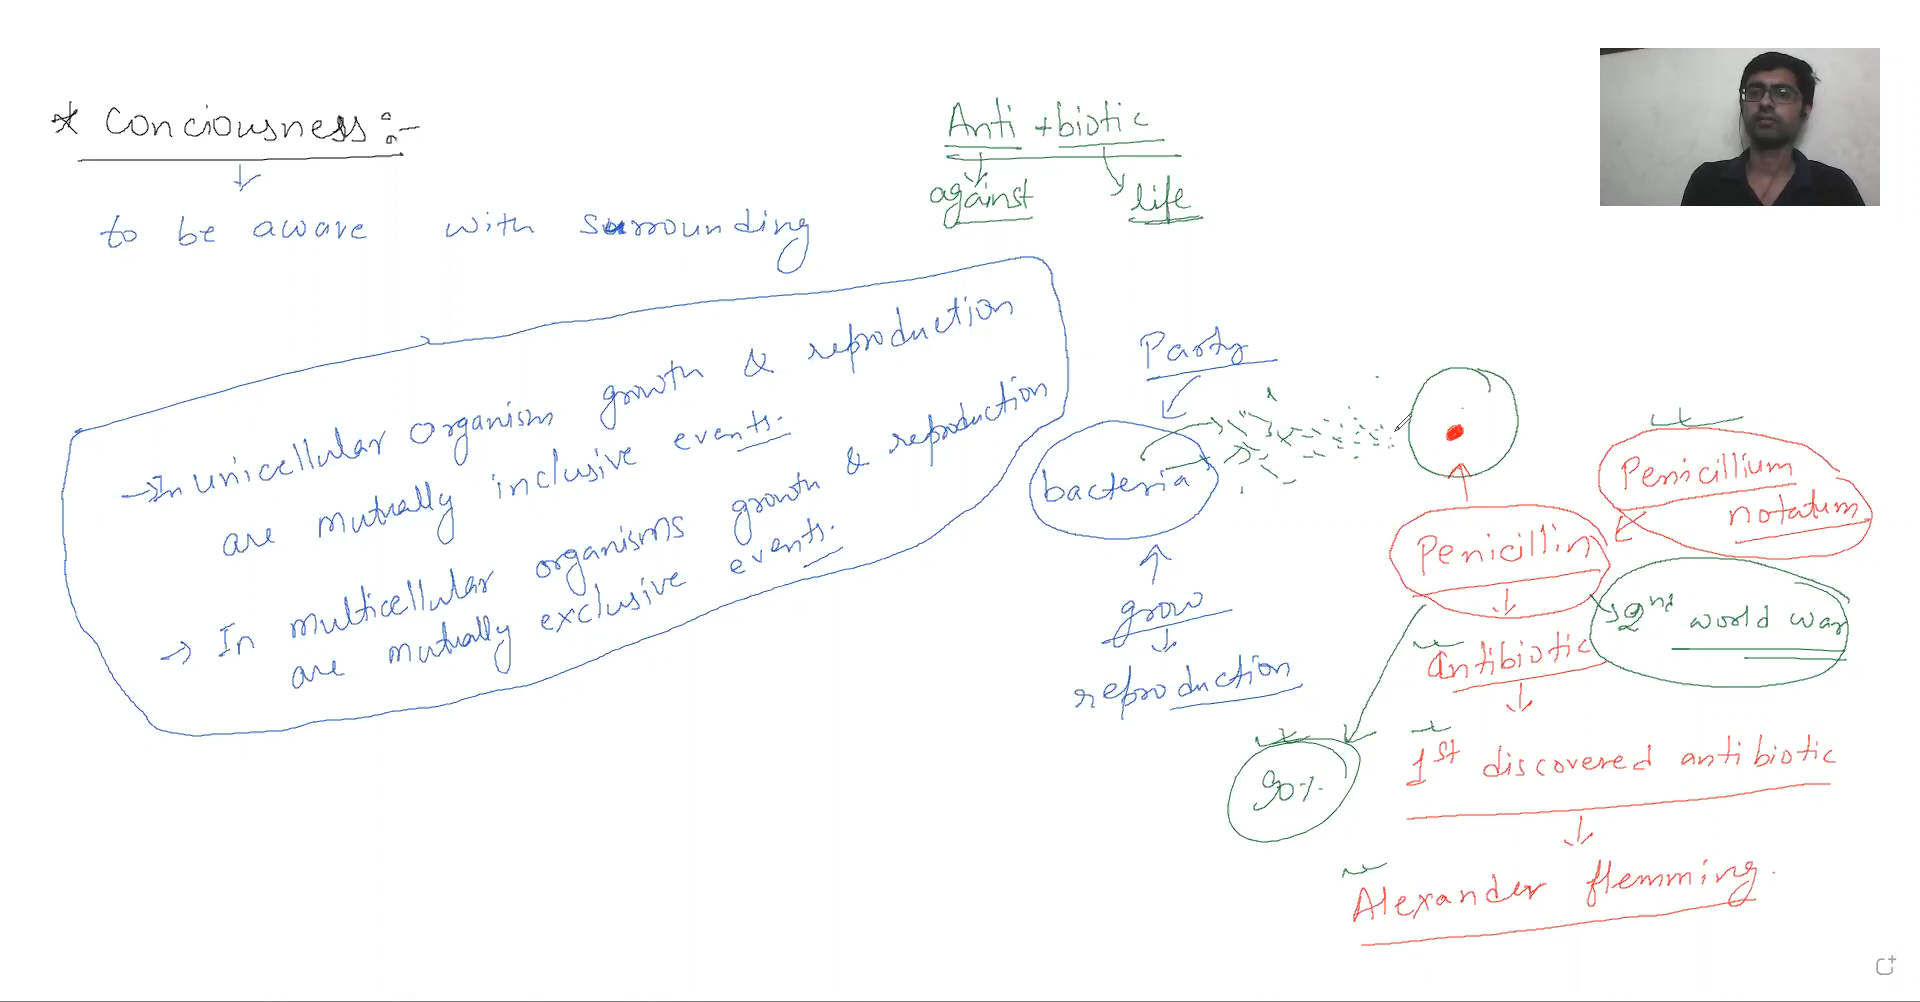 * Conciousness:-
to be aware with surrounding
→ In unicellular organism growth & reproduction
are mutually inclusive events.
→ In multicellular organisms growth & reproduction
are mutually exclusive events.
Anti + biotic
against life
Party
bacteria
grow
reproduction
Penicillium
notatum
Penicillin
2nd world war
Antibiotic
90%.
1st discovered antibiotic
Alexander flemming.